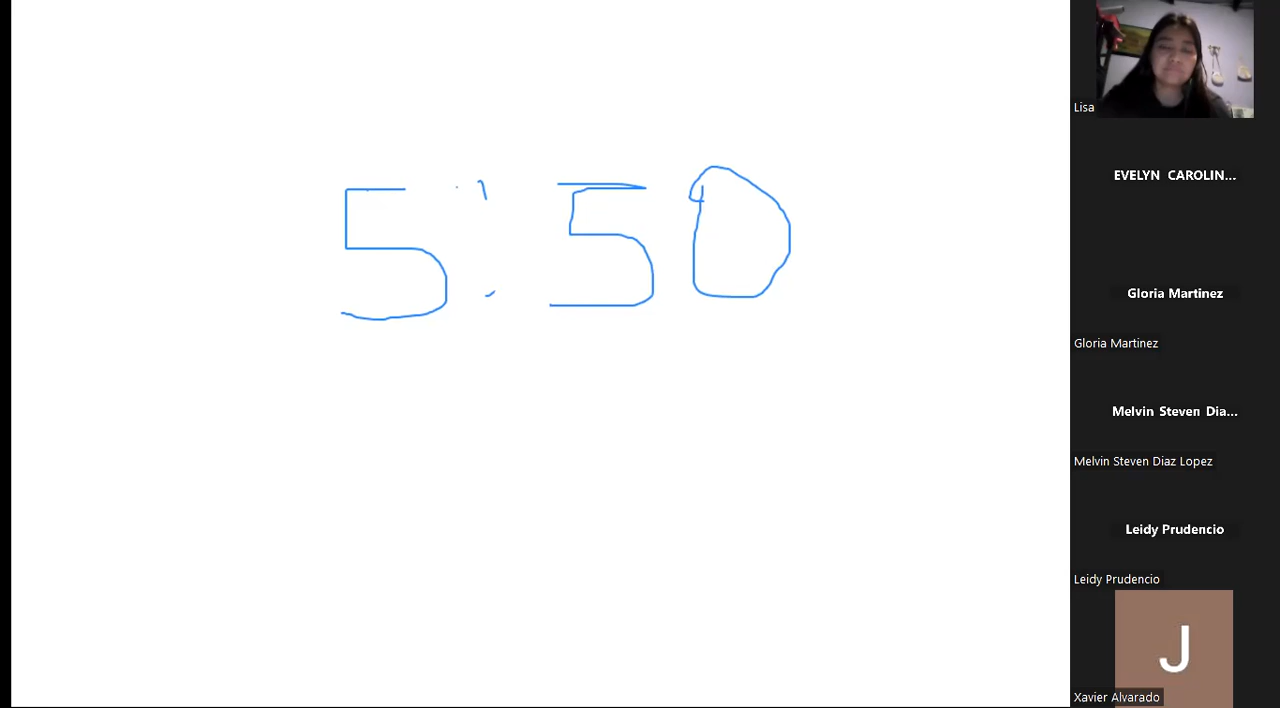 5:50
Lisa
EVELYN CAROLIN...
Gloria Martinez
Gloria Martinez
Melvin Steven Dia...
Melvin Steven Diaz Lopez
Leidy Prudencio
Leidy Prudencio
J
Xavier Alvarado